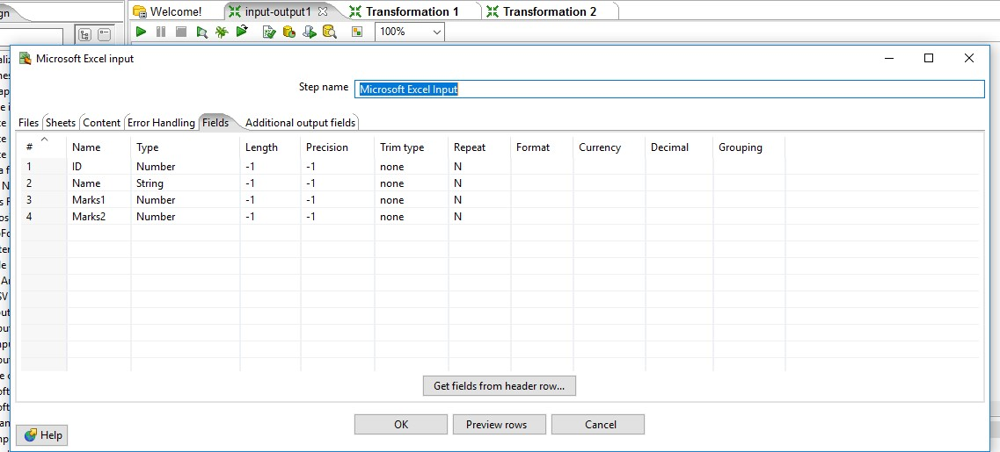 gn
Welcome! input-output1 Transformation 1 Transformation 2
100%
Microsoft Excel input
Step name Microsoft Excel Input
Files Sheets Content Error Handling Fields Additional output fields
# Name Type Length Precision Trim type Repeat Format Currency Decimal Grouping
1 ID Number -1 -1 none N
2 Name String -1 -1 none N
3 Marks1 Number -1 -1 none N
4 Marks2 Number -1 -1 none N
Get fields from header row...
OK Preview rows Cancel
Help